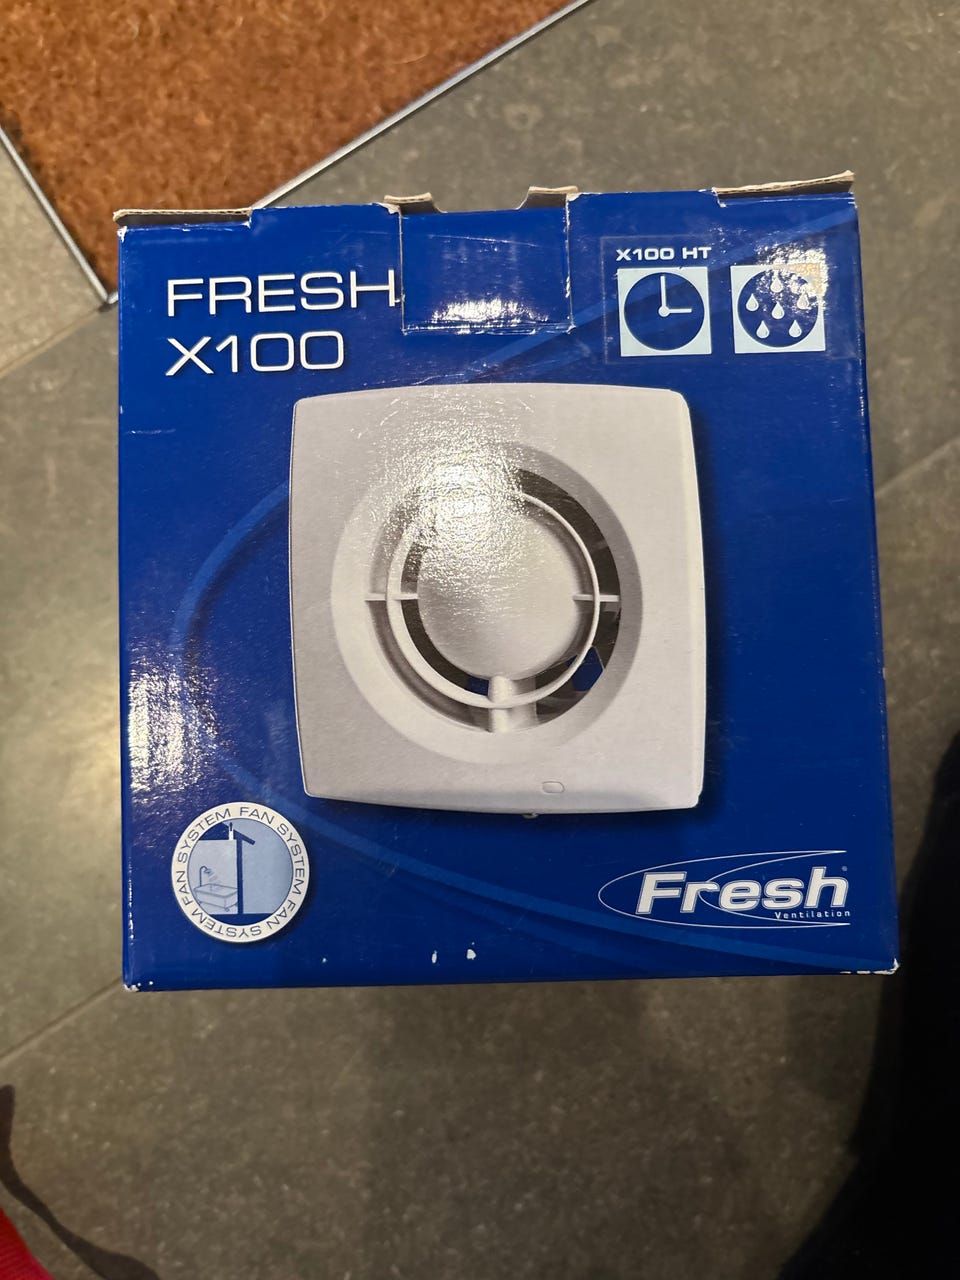 FRESH
X100
X100 HT
FAN SYSTEM FAN SYSTEM FAN SYSTEM
Fresh®
Ventilation